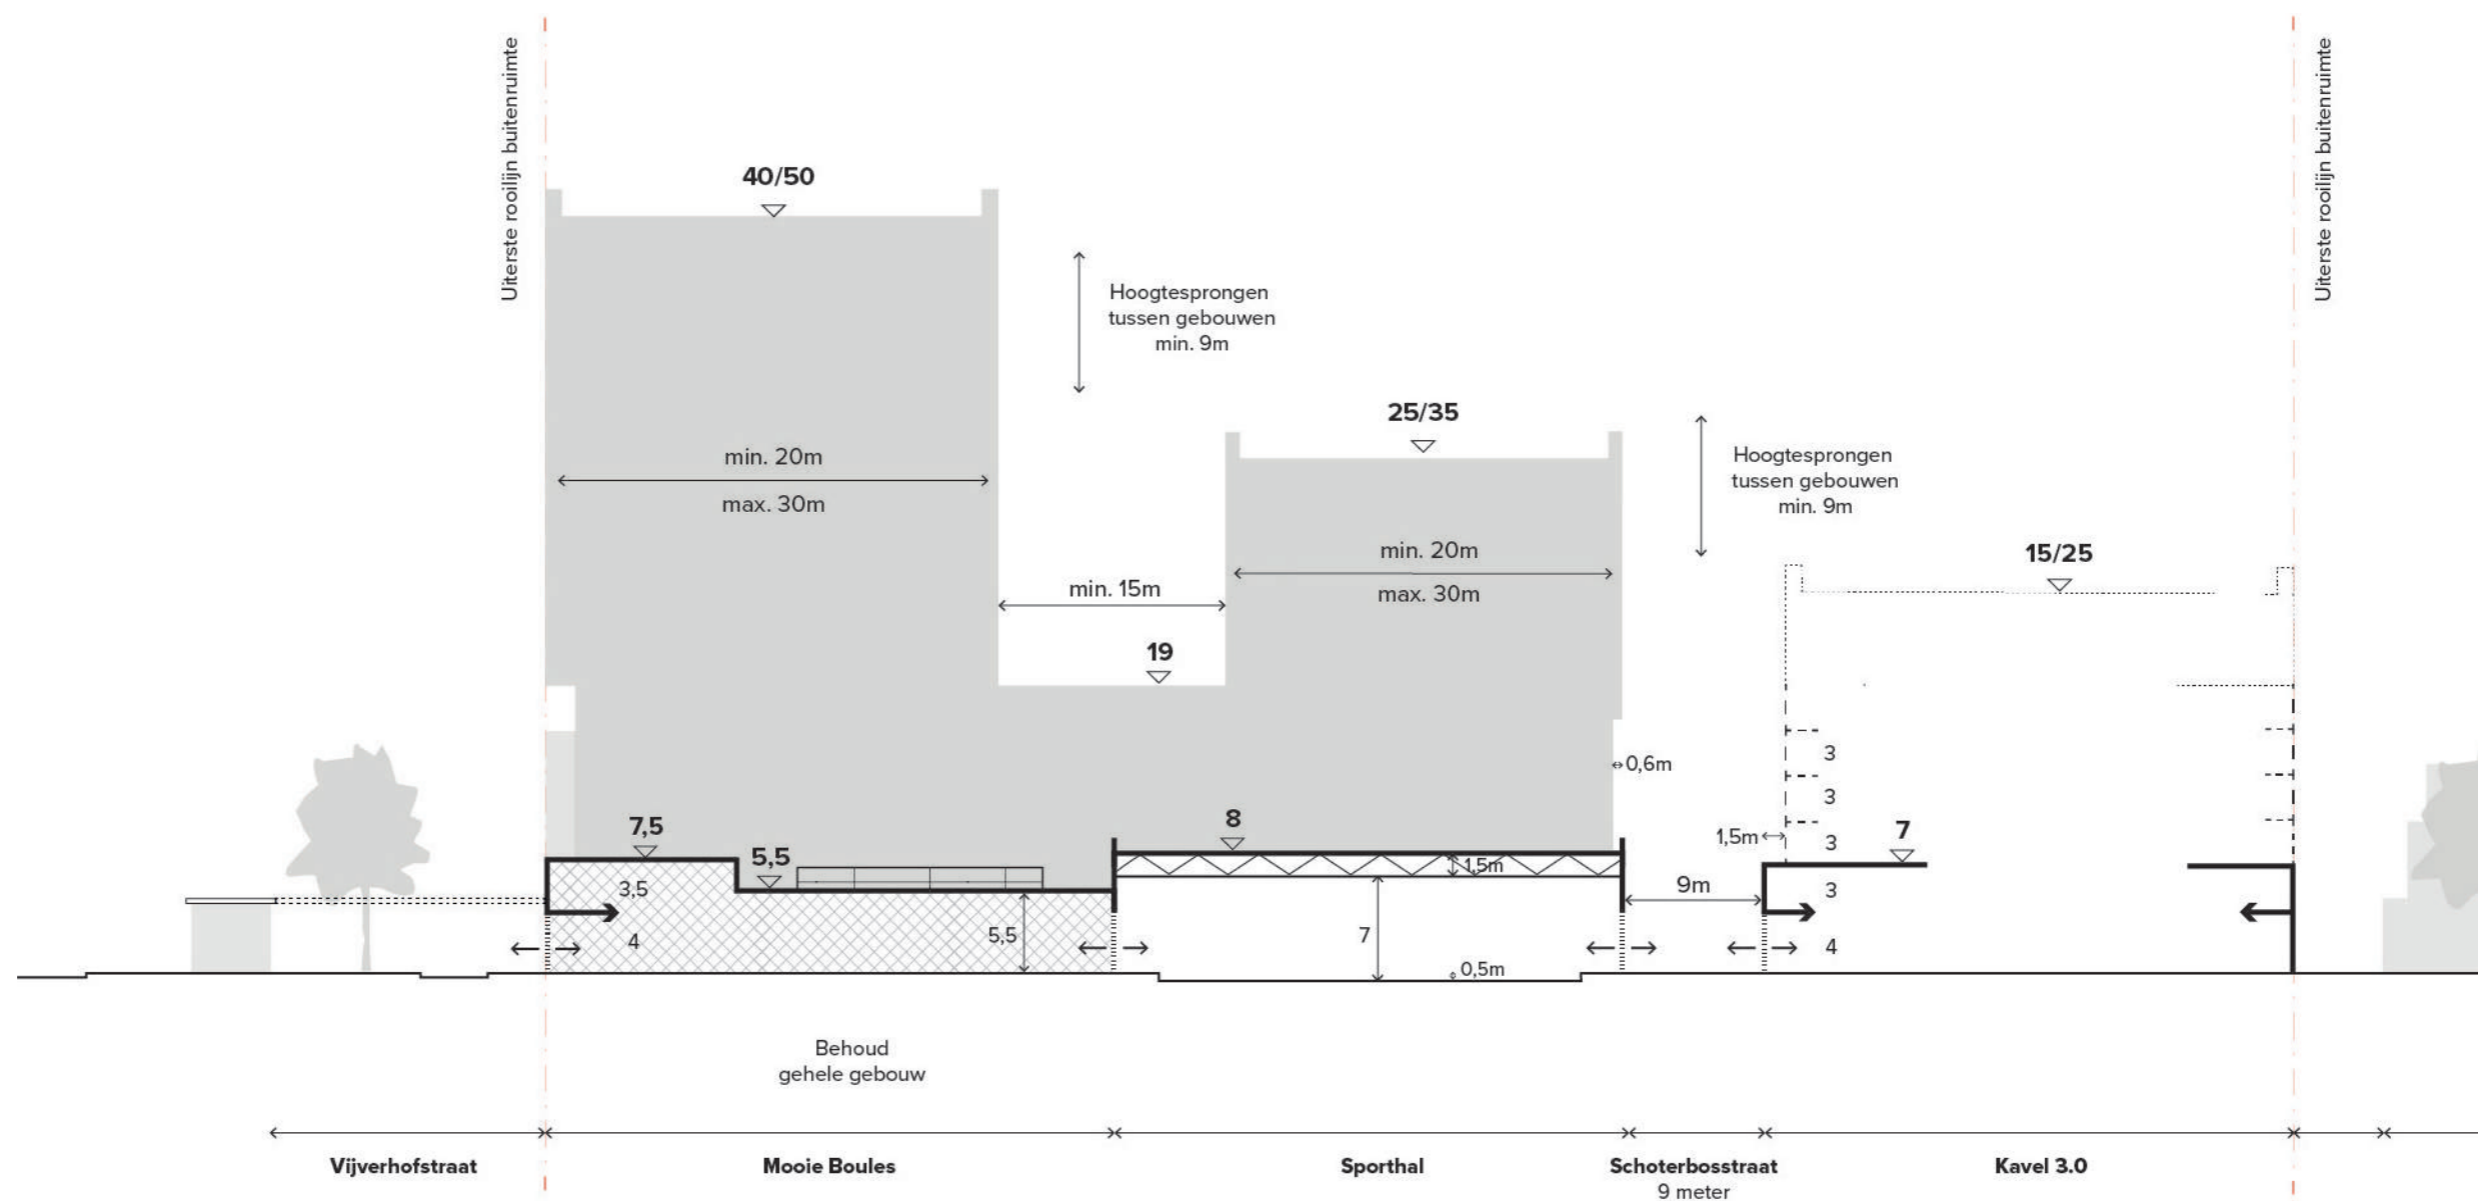 Uiterste rooilijn buitenruimte
Uiterste rooilijn buitenruimte
40/50
Hoogtesprongen
tussen gebouwen
min. 9m
25/35
min. 20m
max. 30m
Hoogtesprongen
tussen gebouwen
min. 9m
min. 20m
max. 30m
15/25
min. 15m
19
3
0,6m
3
7,5
8
1,5m
3
7
5,5
1,5m
3,5
9m
3
4
5,5
7
4
0,5m
Behoud
gehele gebouw
Vijverhofstraat
Mooie Boules
Sporthal
Schoterbosstraat
9 meter
Kavel 3.0